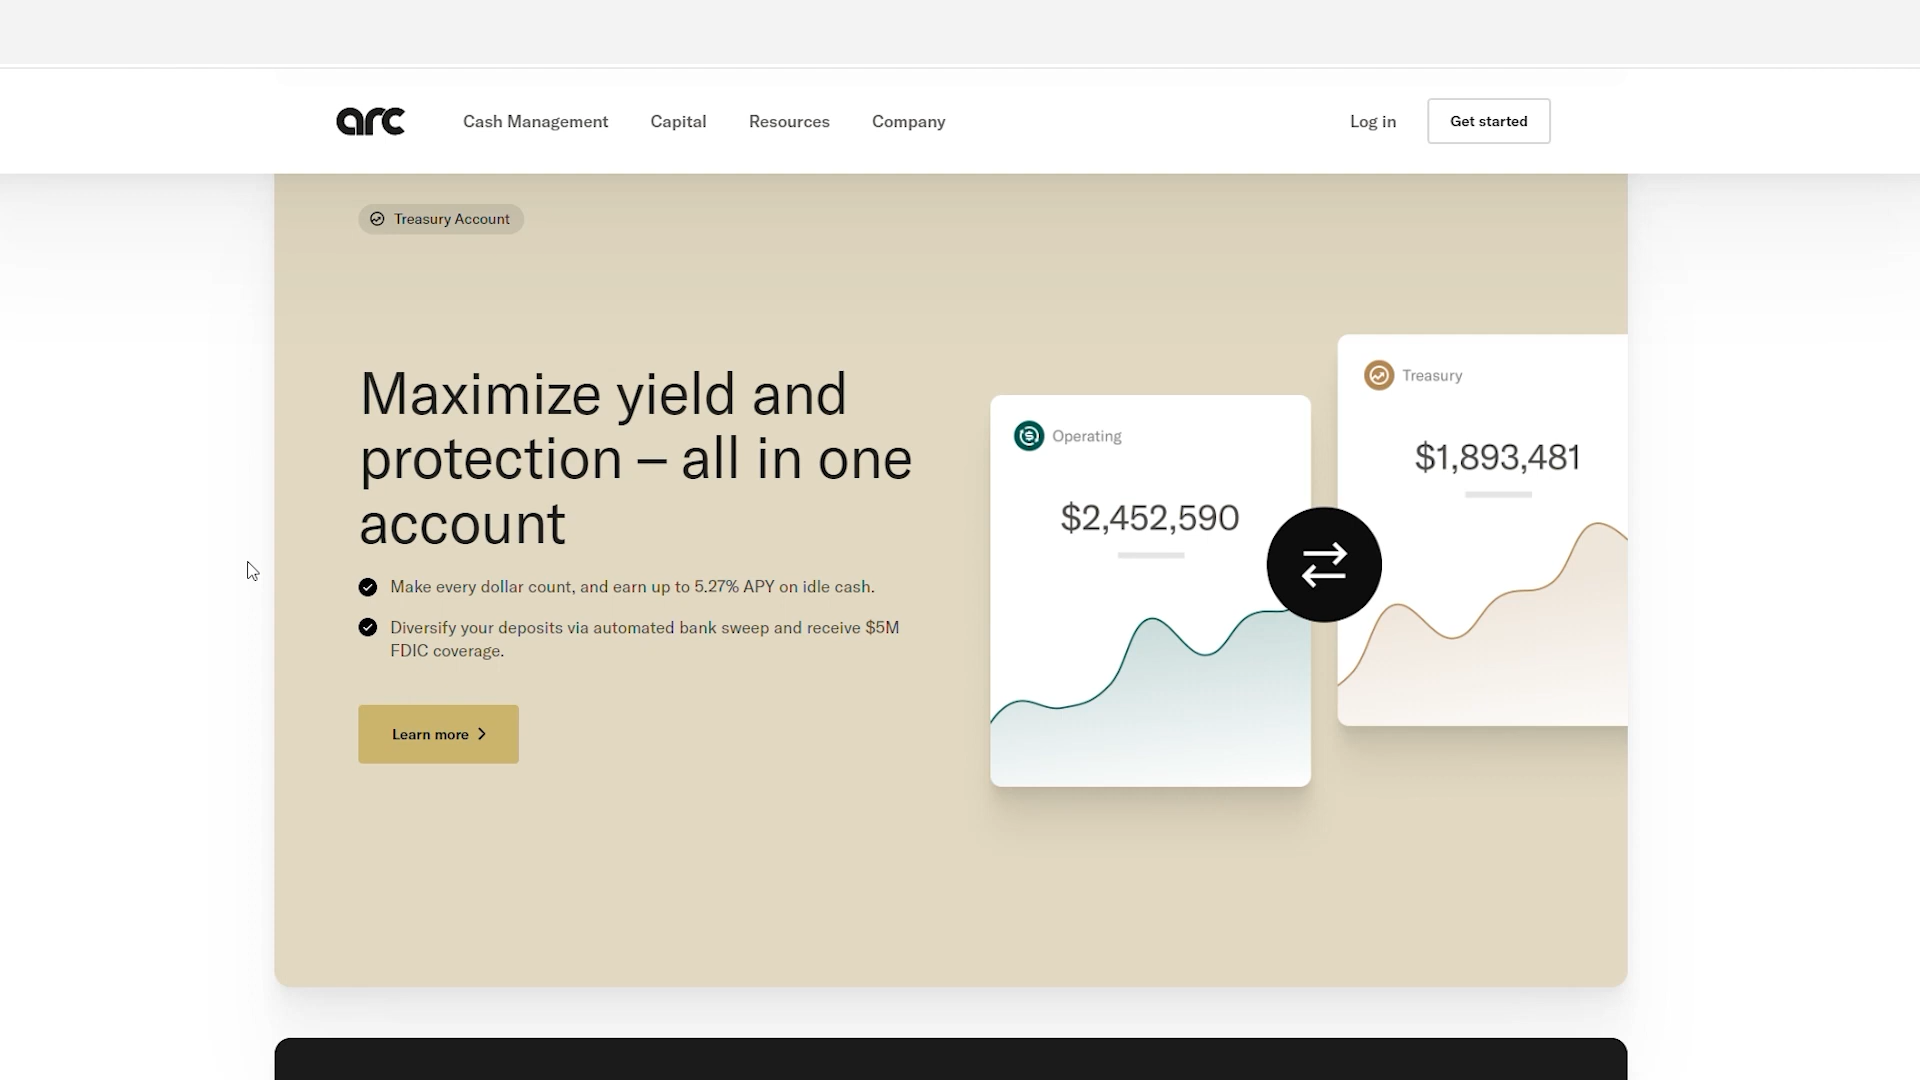 arc
Cash Management
Capital
Resources
Company
Log in
Get started
Treasury Account
Maximize yield and
protection – all in one
account
Make every dollar count, and earn up to 5.27% APY on idle cash.
Diversify your deposits via automated bank sweep and receive $5M
FDIC coverage.
Learn more
Operating
$2,452,590
Treasury
$1,893,481